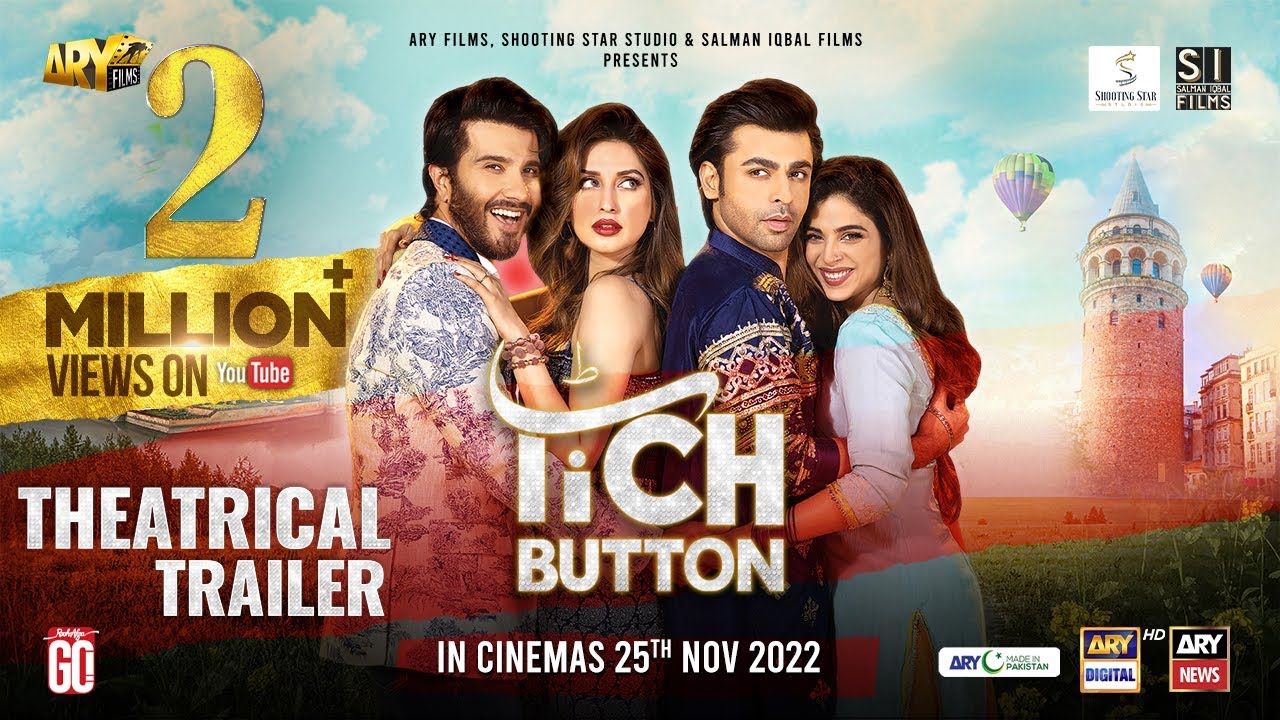 ARY FILMS, SHOOTING STAR STUDIO & SALMAN IQBAL FILMS
PRESENTS
ARY
FILMS
SHOOTING STAR
STUDIO
SI
SALMAN IQBAL
FILMS
2
MILLION+
VIEWS ON YouTube
TiCH
BUTTON
THEATRICAL
TRAILER
IN CINEMAS 25TH NOV 2022
GO!
ARY MADE IN
PAKISTAN
ARY
DIGITAL
HD
ARY
NEWS